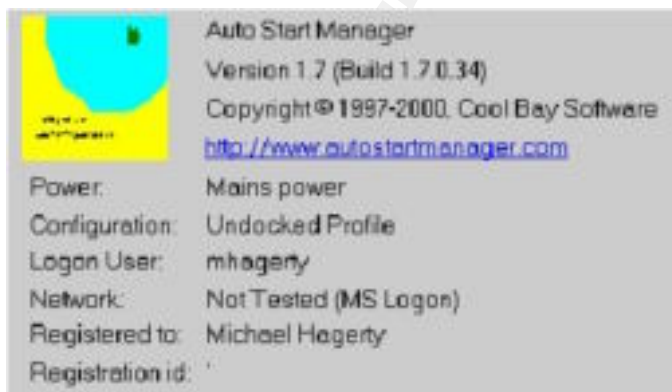 Auto Start Manager
Version 1.7 (Build 1.7.0.34)
Copyright © 1997-2000, Cool Bay Software
http://www.autostartmanager.com
Power: Mains power
Configuration: Undocked Profile
Logon User: mhagerty
Network: Not Tested (MS Logon)
Registered to: Michael Hagerty
Registration id: